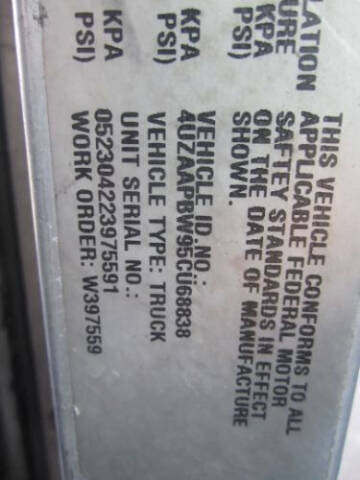 LATION
URE
KPA KPA KPA
PSI) PSI) PSI)
THIS VEHICLE CONFORMS TO ALL
APPLICABLE FEDERAL MOTOR
SAFTEY STANDARDS IN EFFECT
ON THE DATE OF MANUFACTURE
SHOWN.
VEHICLE ID.NO.:
4UZAAPBW95CU68838
VEHICLE TYPE: TRUCK
UNIT SERIAL NO.:
052304223975591
WORK ORDER: W397559